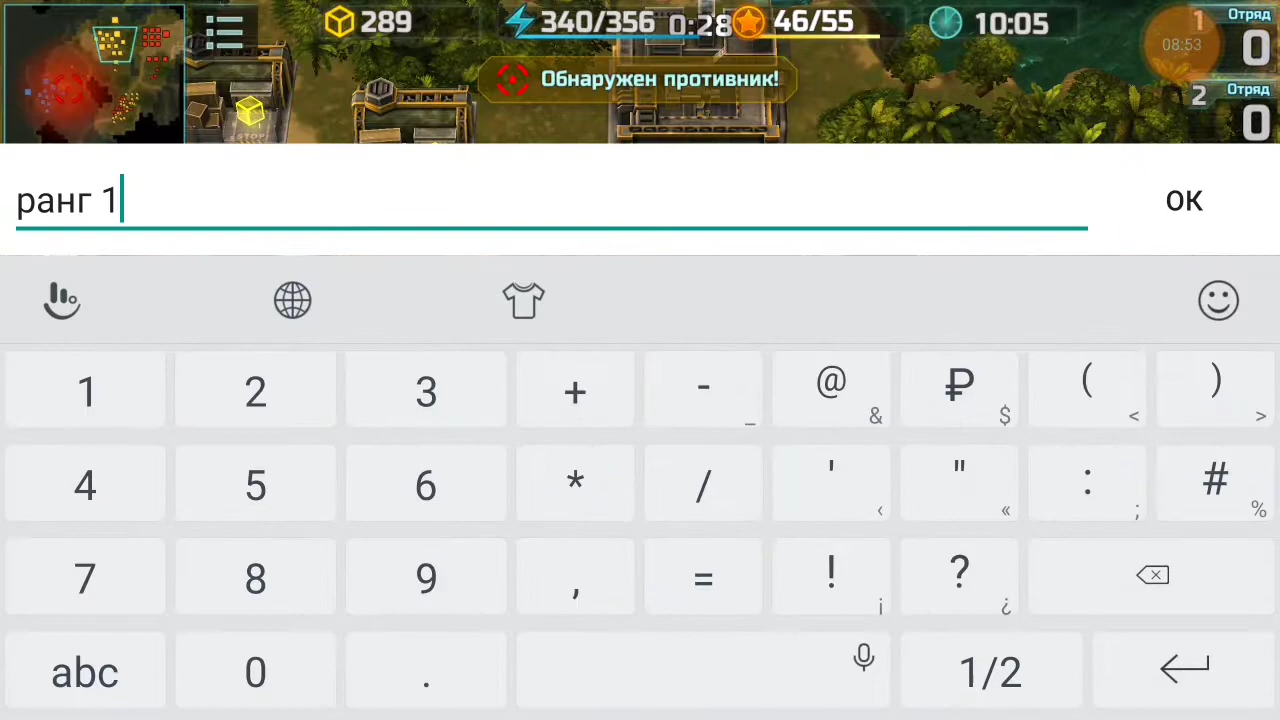 289
340/356
0:28
46/55
10:05
1
Отряд
0
08:53
Обнаружен противник!
2
Отряд
0
STOP!
ранг 1
ок
1 2 3 + - _ @ & ₽ $ ( < ) >
4 5 6 * / ' ‹ " « : ; # %
7 8 9 , = ! ¡ ? ¿
abc 0 . 1/2